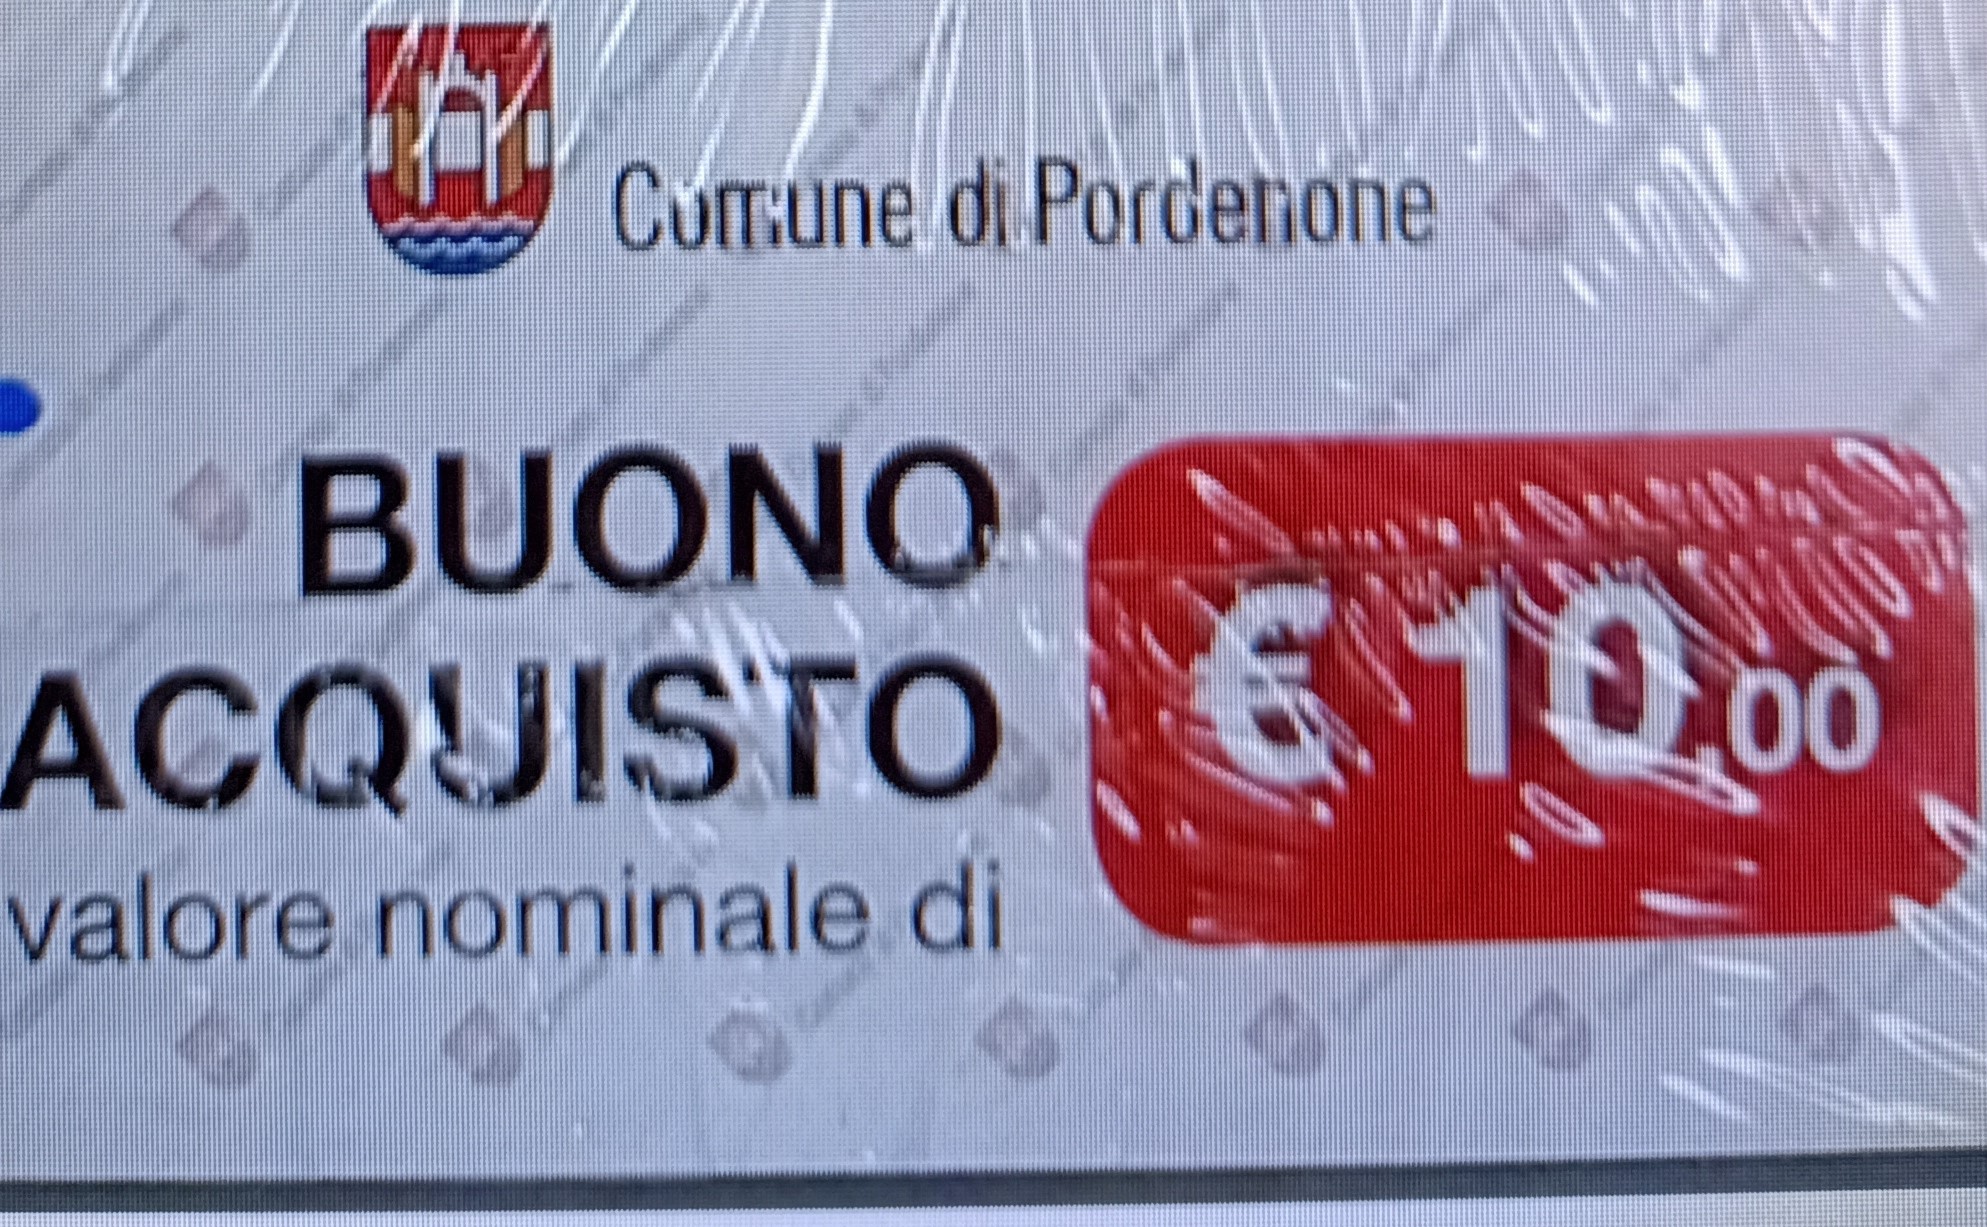 Comune di Pordenone
BUONO
ACQUISTO
valore nominale di
€ 10,00